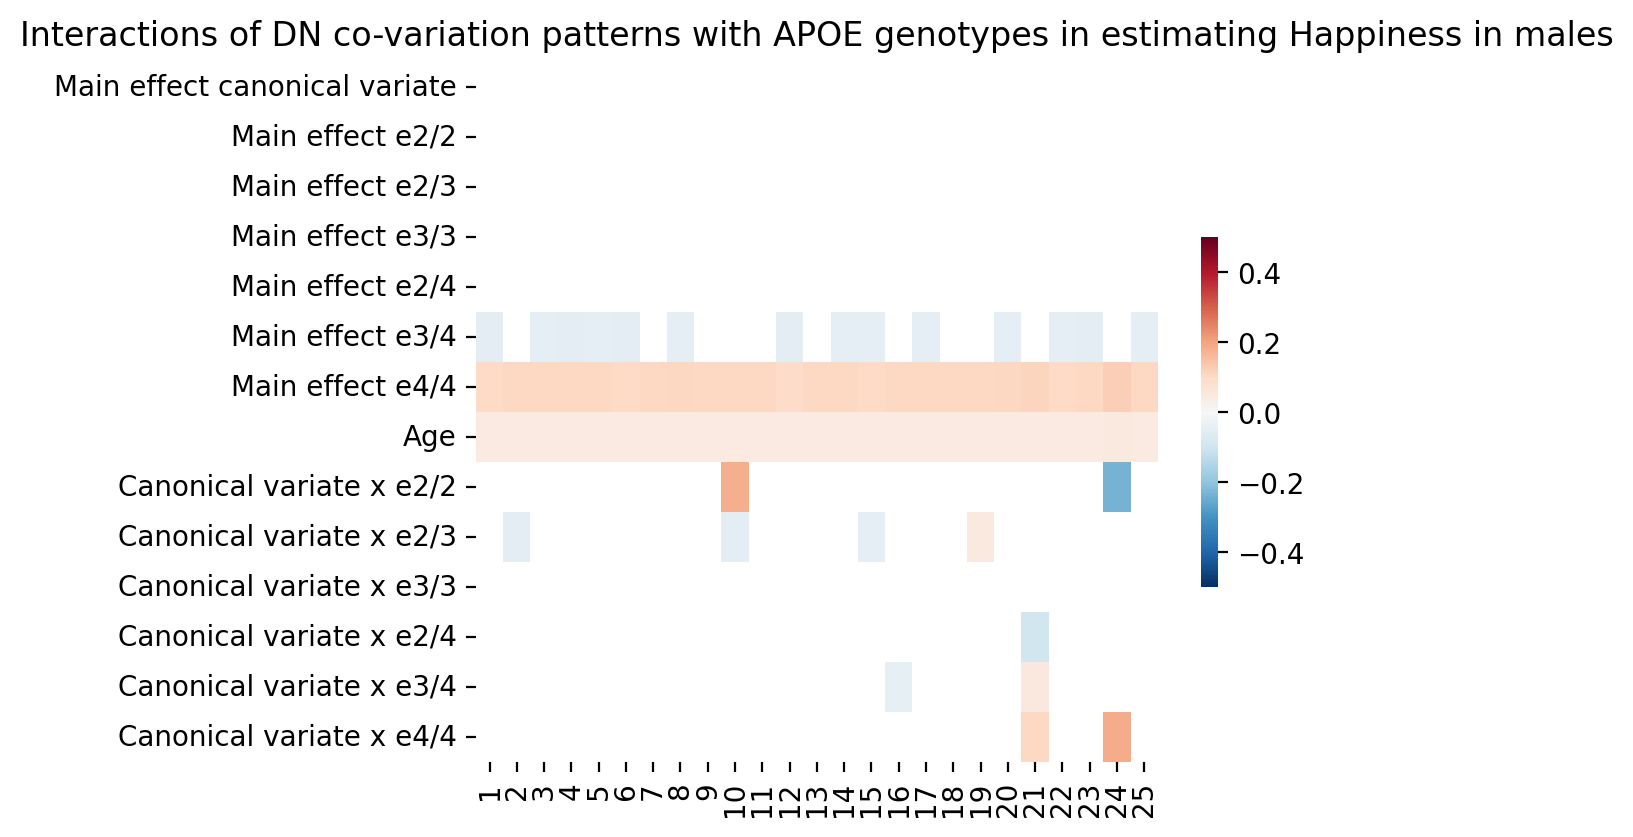 Interactions of DN co-variation patterns with APOE genotypes in estimating Happiness in males
Main effect canonical variate
Main effect e2/2
Main effect e2/3
Main effect e3/3
Main effect e2/4
Main effect e3/4
Main effect e4/4
Age
Canonical variate x e2/2
Canonical variate x e2/3
Canonical variate x e3/3
Canonical variate x e2/4
Canonical variate x e3/4
Canonical variate x e4/4
1 2 3 4 5 6 7 8 9 10 11 12 13 14 15 16 17 18 19 20 21 22 23 24 25
0.4
0.2
0.0
−0.2
−0.4